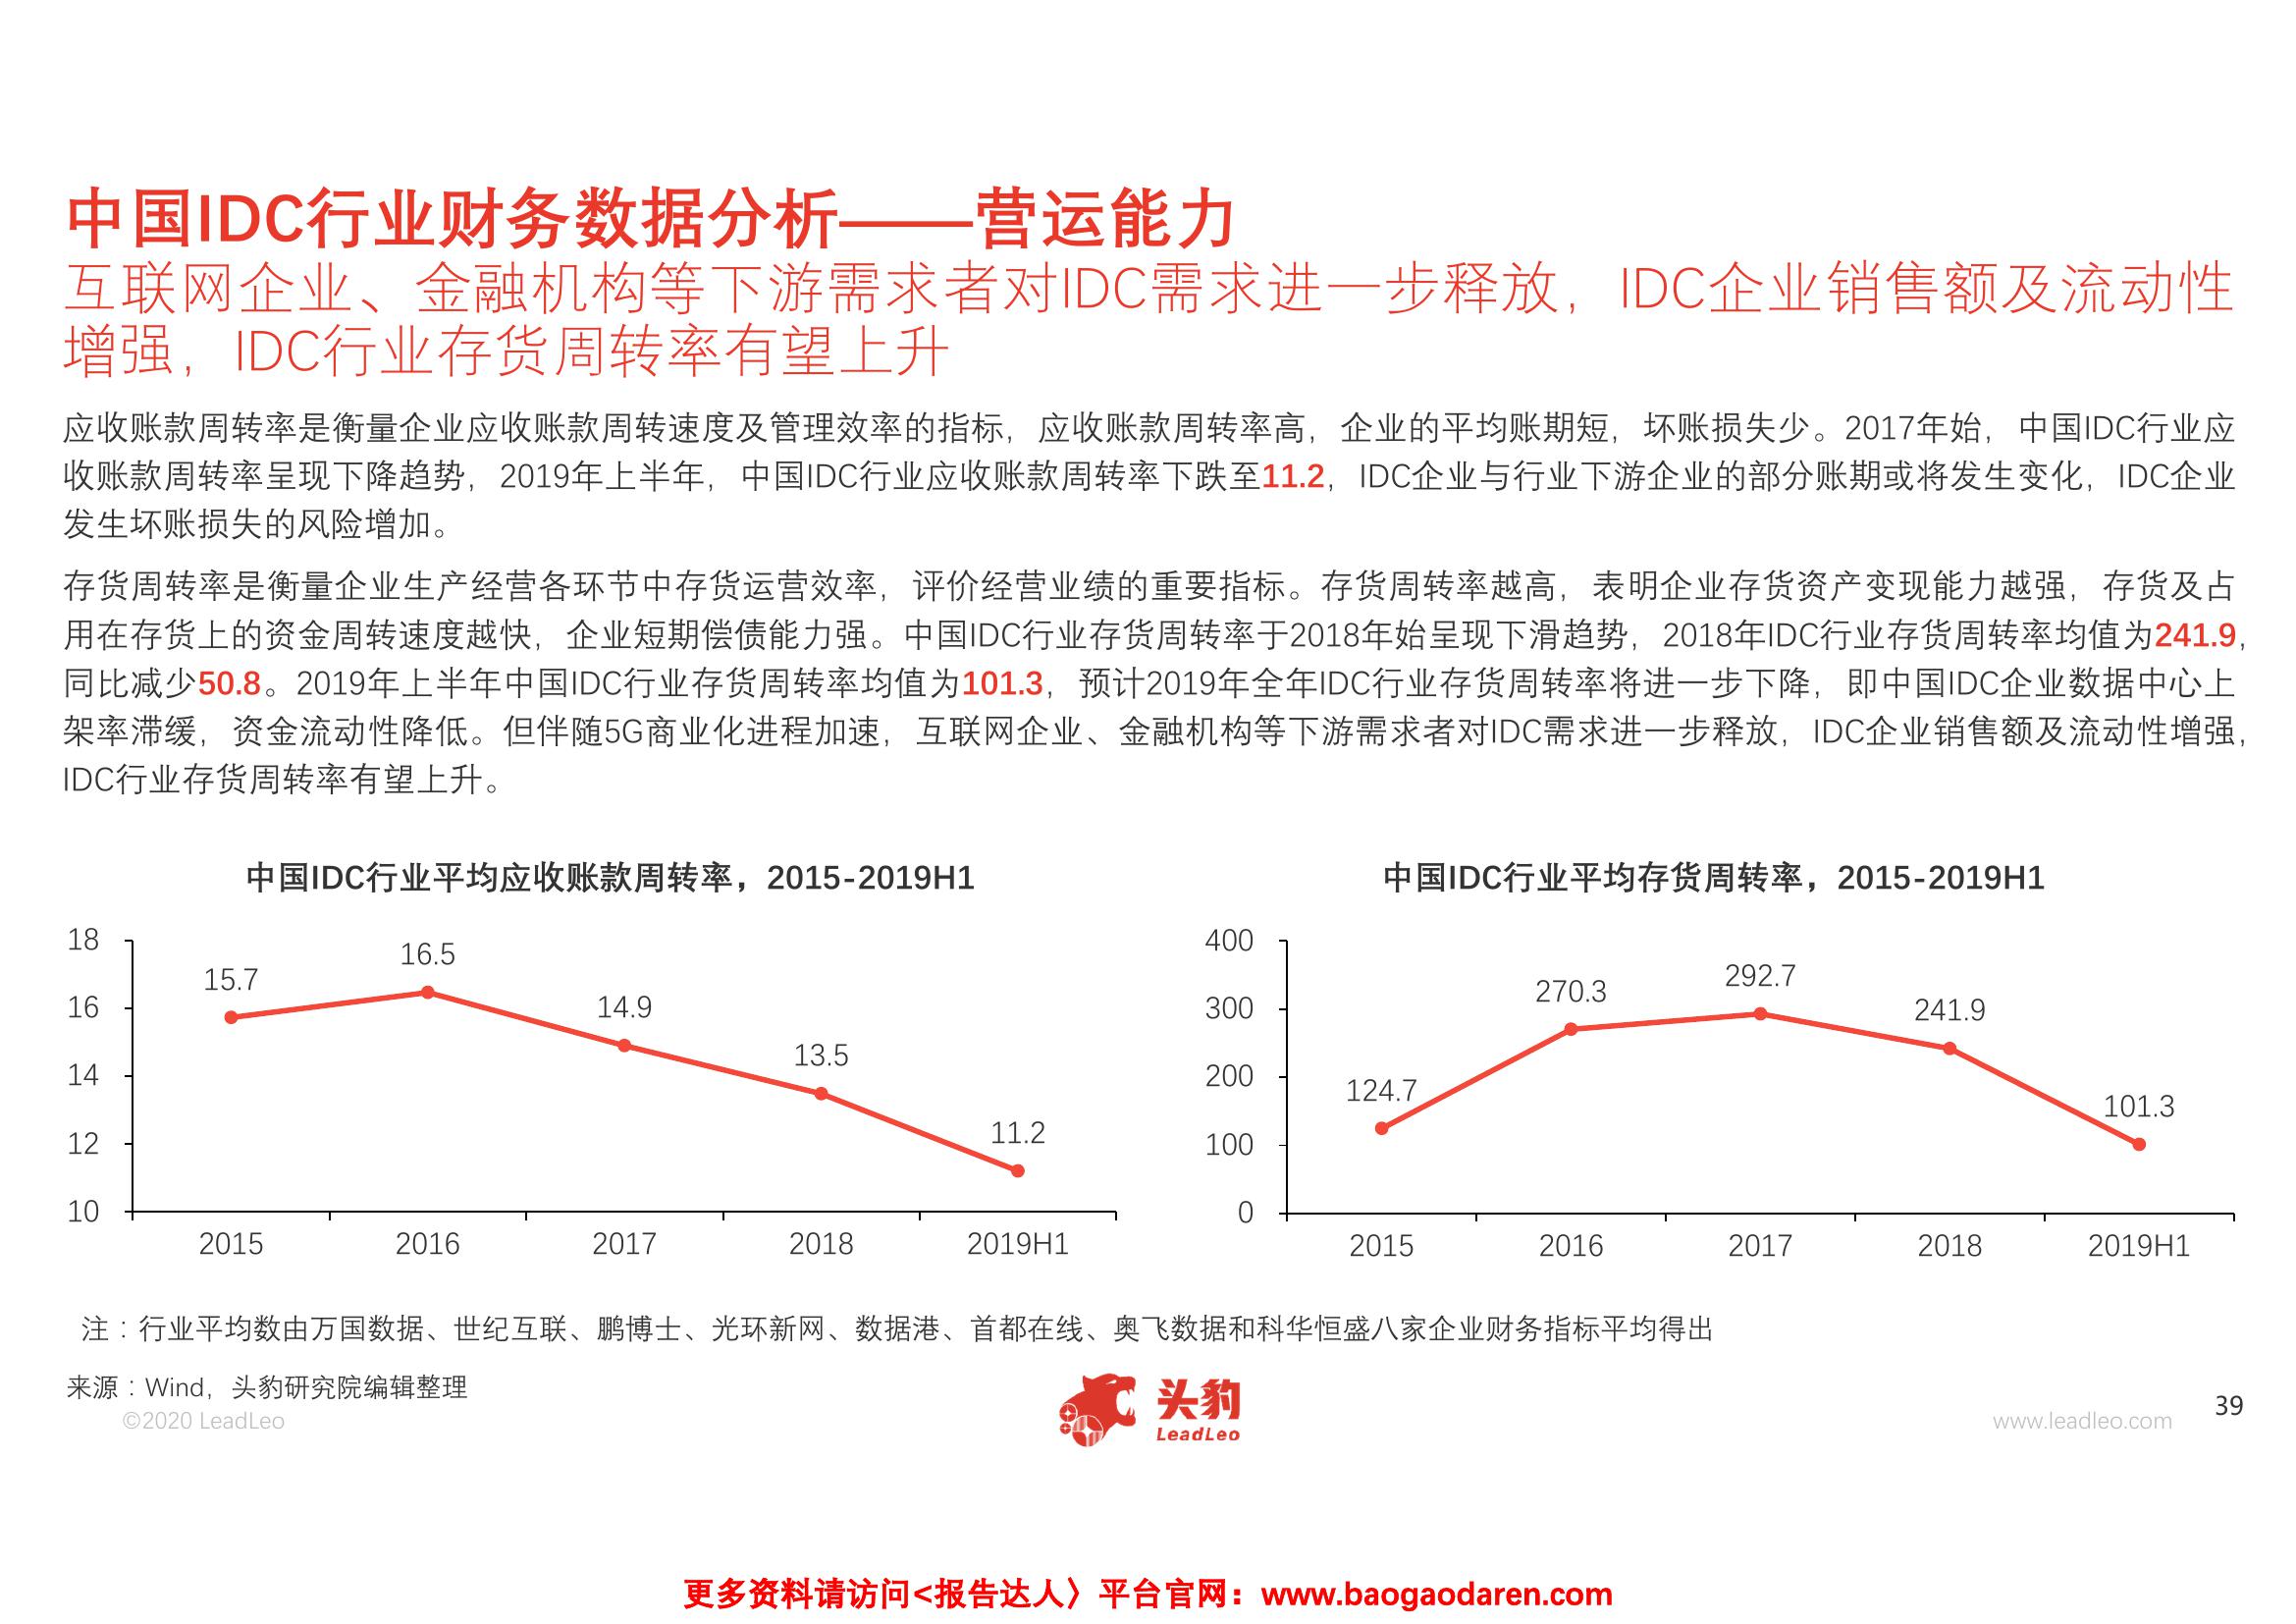 中国IDC行业财务数据分析——营运能力
互联网企业、金融机构等下游需求者对IDC需求进一步释放，IDC企业销售额及流动性
增强，IDC行业存货周转率有望上升
应收账款周转率是衡量企业应收账款周转速度及管理效率的指标，应收账款周转率高，企业的平均账期短，坏账损失少。2017年始，中国IDC行业应
收账款周转率呈现下降趋势，2019年上半年，中国IDC行业应收账款周转率下跌至11.2，IDC企业与行业下游企业的部分账期或将发生变化，IDC企业
发生坏账损失的风险增加。
存货周转率是衡量企业生产经营各环节中存货运营效率，评价经营业绩的重要指标。存货周转率越高，表明企业存货资产变现能力越强，存货及占
用在存货上的资金周转速度越快，企业短期偿债能力强。中国IDC行业存货周转率于2018年始呈现下滑趋势，2018年IDC行业存货周转率均值为241.9，
同比减少50.8。2019年上半年中国IDC行业存货周转率均值为101.3，预计2019年全年IDC行业存货周转率将进一步下降，即中国IDC企业数据中心上
架率滞缓，资金流动性降低。但伴随5G商业化进程加速，互联网企业、金融机构等下游需求者对IDC需求进一步释放，IDC企业销售额及流动性增强，
IDC行业存货周转率有望上升。
中国IDC行业平均应收账款周转率，2015-2019H1
18
16
14
12
10
15.7
16.5
14.9
13.5
11.2
2015
2016
2017
2018
2019H1
中国IDC行业平均存货周转率，2015-2019H1
400
300
200
100
0
124.7
270.3
292.7
241.9
101.3
2015
2016
2017
2018
2019H1
注：行业平均数由万国数据、世纪互联、鹏博士、光环新网、数据港、首都在线、奥飞数据和科华恒盛八家企业财务指标平均得出
来源：Wind，头豹研究院编辑整理
©2020 LeadLeo
头豹
LeadLeo
www.leadleo.com
39
更多资料请访问<报告达人〉平台官网：www.baogaodaren.com